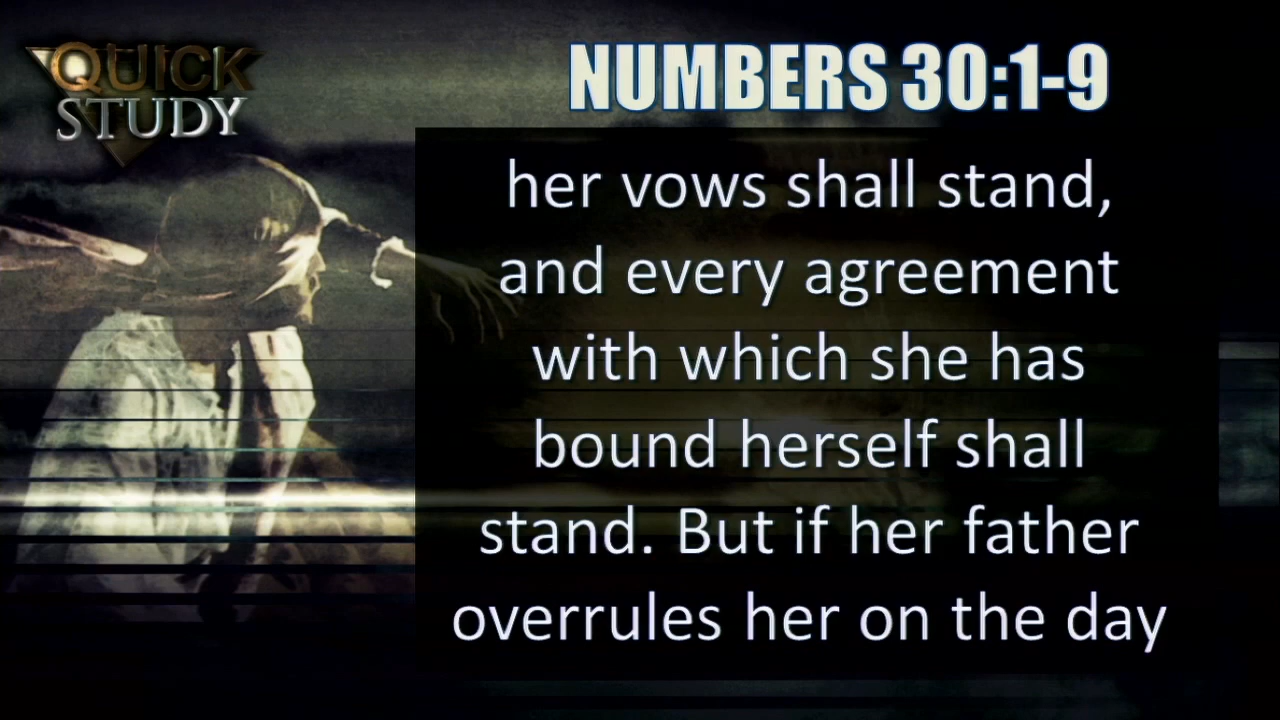 QUICK
STUDY
NUMBERS 30:1-9
her vows shall stand,
and every agreement
with which she has
bound herself shall
stand. But if her father
overrules her on the day